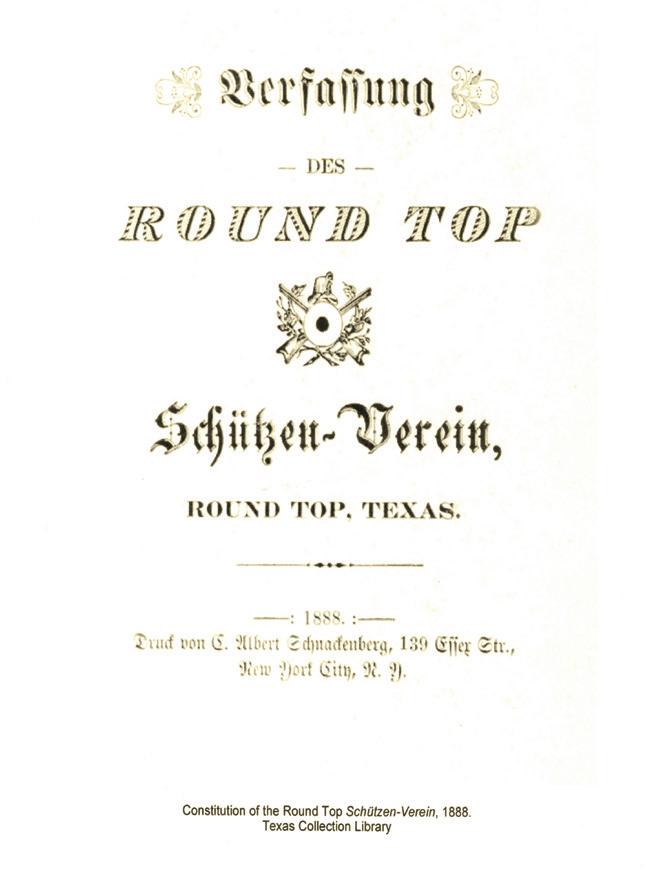 Verfassung
— DES —
ROUND TOP
Schützen-Verein,
ROUND TOP, TEXAS.
—: 1888. :—
Druck von C. Albert Schnackenberg, 139 Essex Str.,
New York City, N. Y.
Constitution of the Round Top Schützen-Verein, 1888.
Texas Collection Library